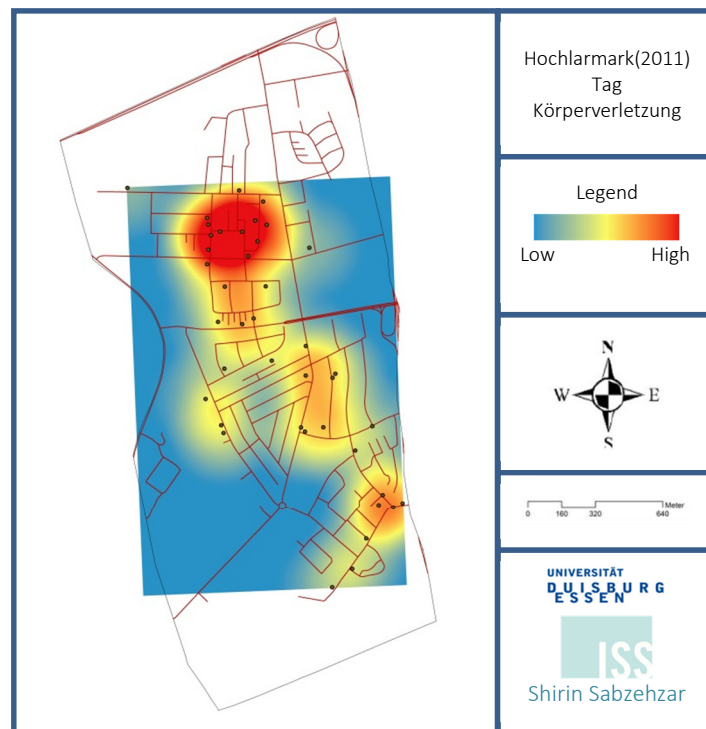 Hochlarmark(2011)
Tag
Körperverletzung
Legend
Low High
N
W E
S
Meter
0 160 320 640
UNIVERSITÄT
DUISBURG
ESSEN
ISS
Shirin Sabzehzar